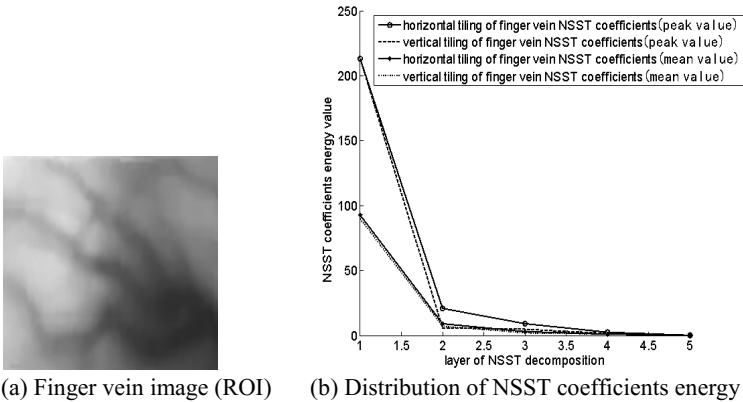 250
200
150
100
50
0
NSST coefficients energy value
horizontal tiling of finger vein NSST coefficients(peak value)
vertical tiling of finger vein NSST coefficients(peak value)
horizontal tiling of finger vein NSST coefficients(mean value)
vertical tiling of finger vein NSST coefficients(mean value)
1 1.5 2 2.5 3 3.5 4 4.5 5
layer of NSST decomposition
(a) Finger vein image (ROI) (b) Distribution of NSST coefficients energy